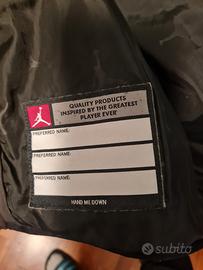 QUALITY PRODUCTS
INSPIRED BY THE GREATEST
PLAYER EVER
PREFERRED NAME:
PREFERRED NAME:
PREFERRED NAME:
HAND ME DOWN
subito